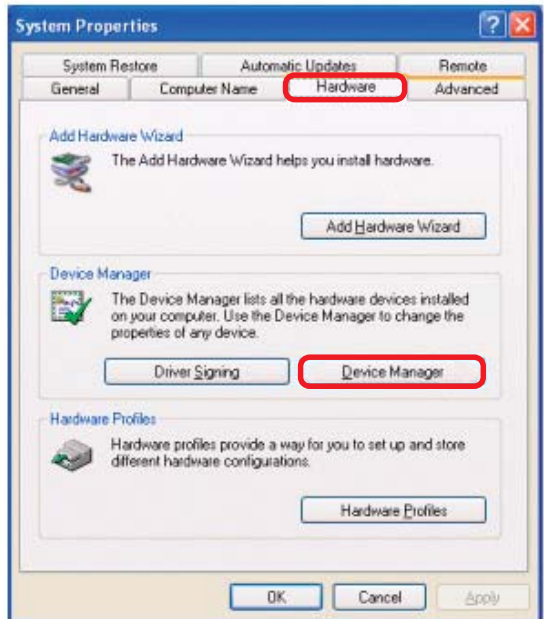 System Properties
System Restore Automatic Updates Remote
General Computer Name Hardware Advanced
Add Hardware Wizard
The Add Hardware Wizard helps you install hardware.
Add Hardware Wizard
Device Manager
The Device Manager lists all the hardware devices installed
on your computer. Use the Device Manager to change the
properties of any device.
Driver Signing Device Manager
Hardware Profiles
Hardware profiles provide a way for you to set up and store
different hardware configurations.
Hardware Profiles
OK Cancel Apply